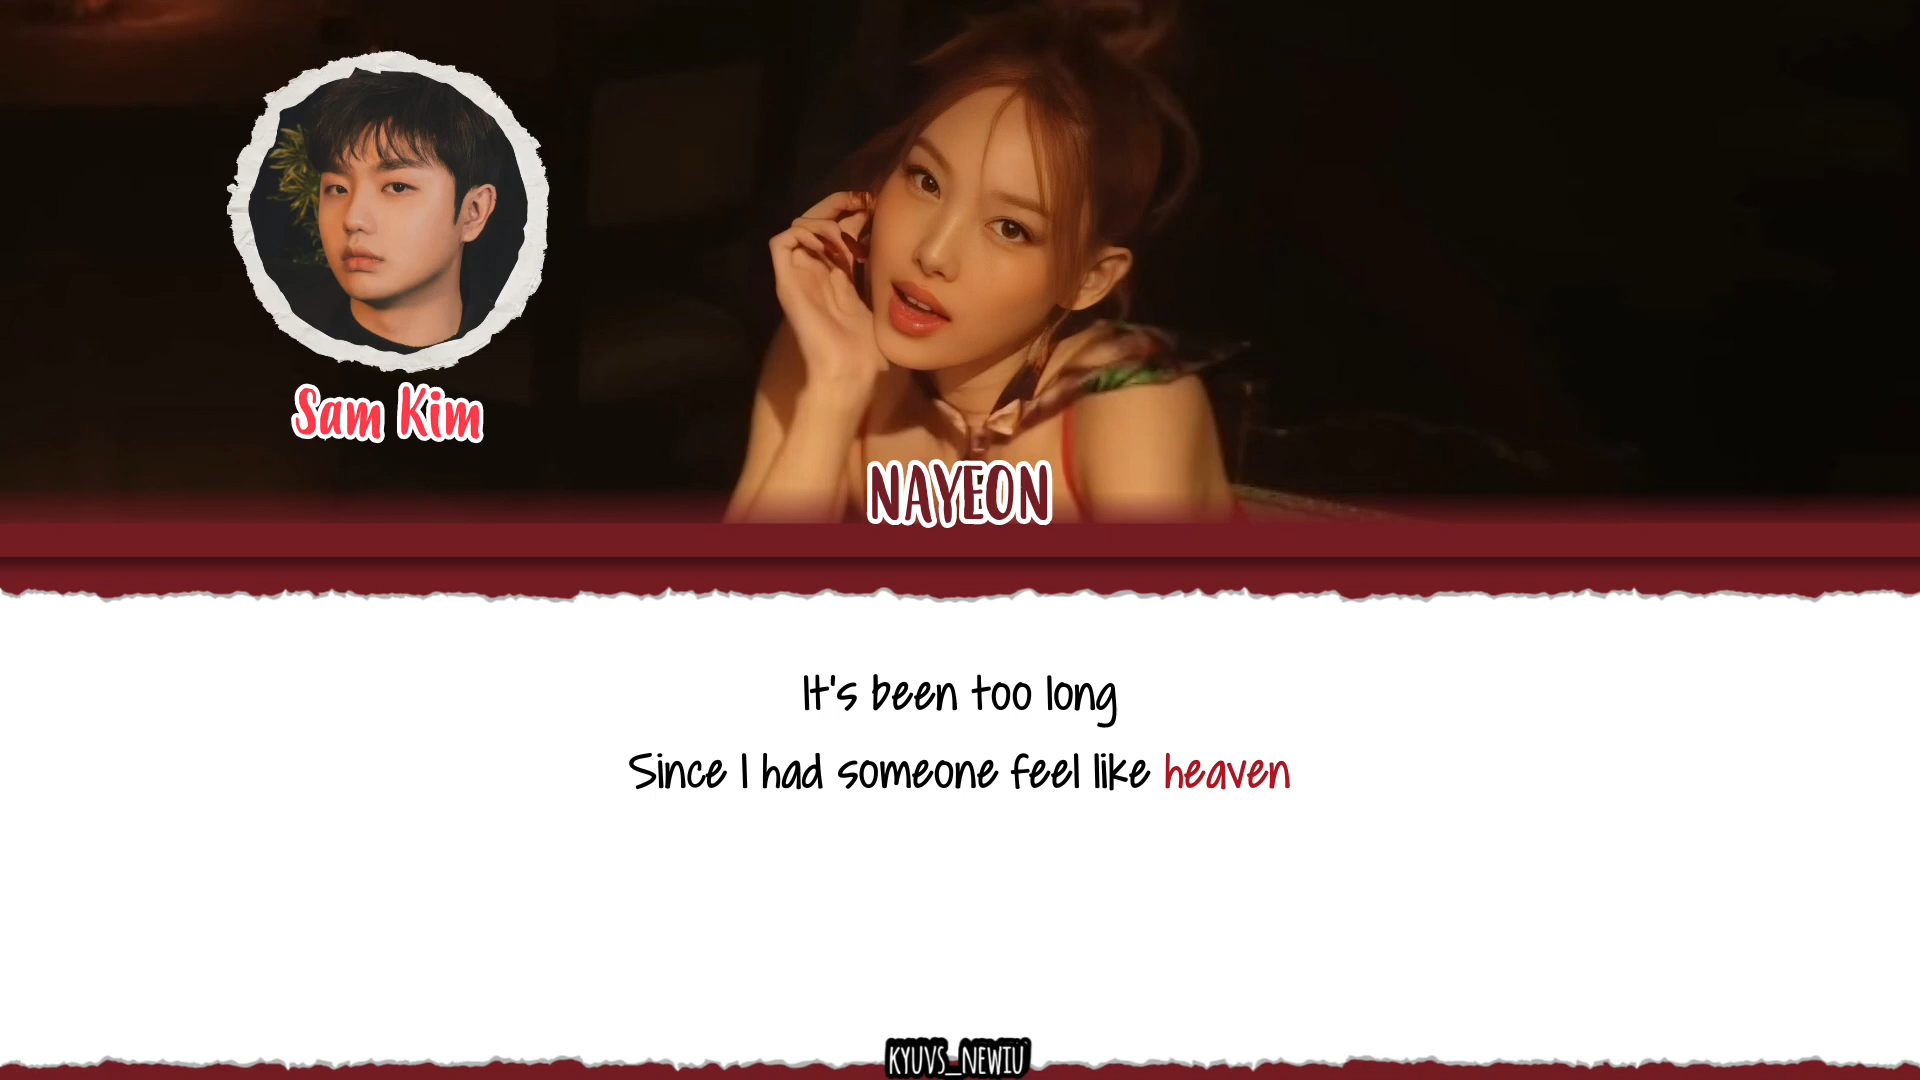 Sam Kim
NAYEON
It's been too long
Since I had someone feel like heaven
KYUVS_NEWIU